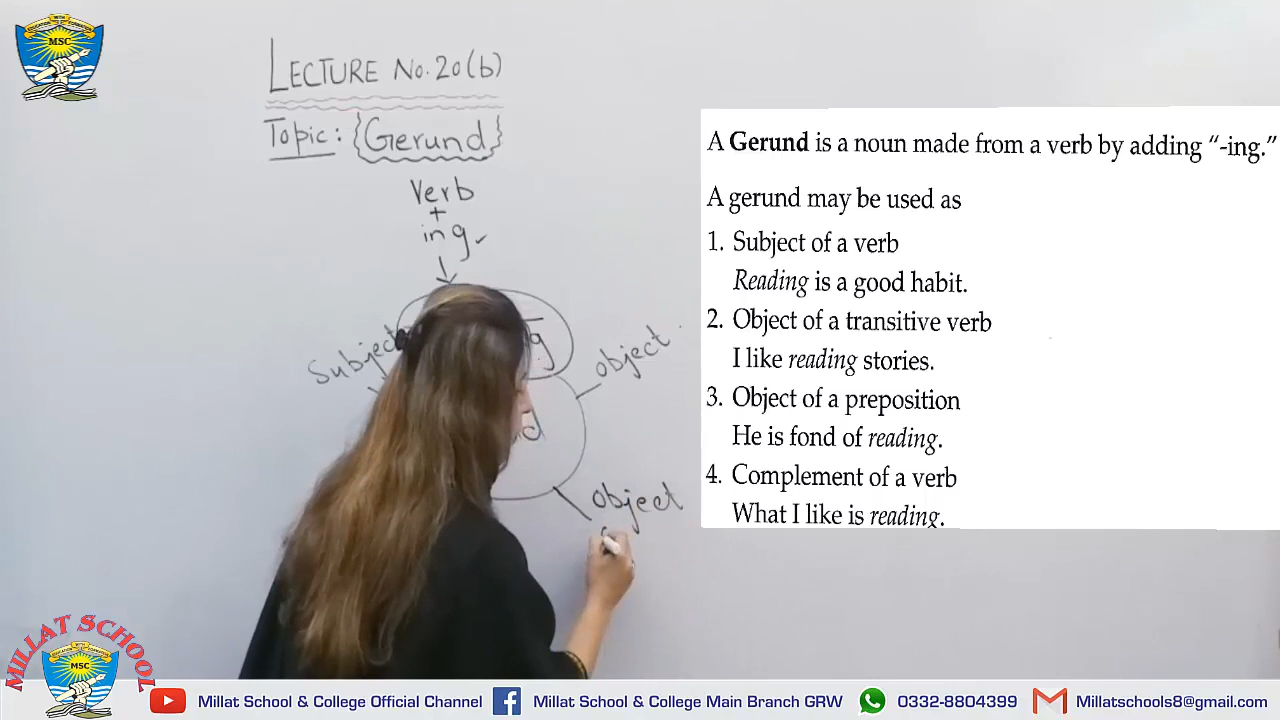 MSC
LECTURE No. 20(b)
Topic: {Gerund}
Verb
+
ing
Subject
object
object
A Gerund is a noun made from a verb by adding “-ing.”
A gerund may be used as
1. Subject of a verb
Reading is a good habit.
2. Object of a transitive verb
I like reading stories.
3. Object of a preposition
He is fond of reading.
4. Complement of a verb
What I like is reading.
MILLAT SCHOOL
MSC
Millat School & College Official Channel
Millat School & College Main Branch GRW
0332-8804399
Millatschools8@gmail.com